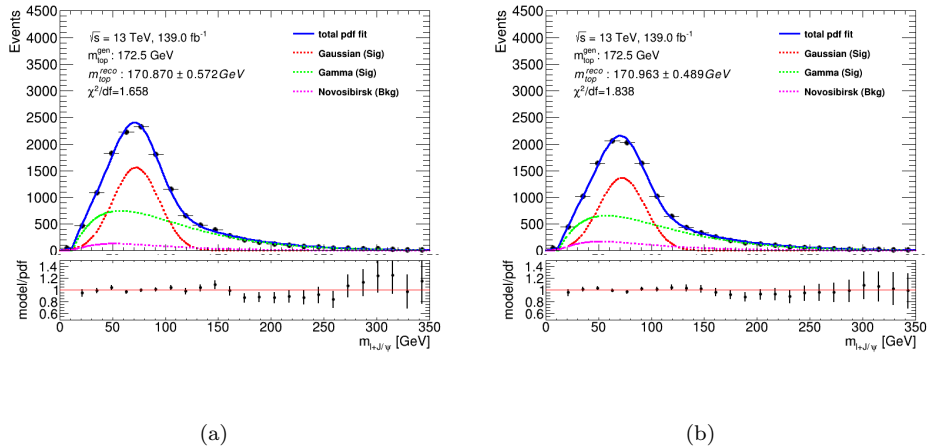 Events
4500
4000
3500
3000
2500
2000
1500
1000
500
0
√s = 13 TeV, 139.0 fb⁻¹
m_top^gen : 172.5 GeV
m_top^reco : 170.870 ± 0.572GeV
χ²/df=1.658
total pdf fit
Gaussian (Sig)
Gamma (Sig)
Novosibirsk (Bkg)
model/pdf
1.4
1.2
1
0.8
0.6
0 50 100 150 200 250 300 350
m_l+J/ψ [GeV]
(a)
Events
4500
4000
3500
3000
2500
2000
1500
1000
500
0
√s = 13 TeV, 139.0 fb⁻¹
m_top^gen : 172.5 GeV
m_top^reco : 170.963 ± 0.489GeV
χ²/df=1.838
total pdf fit
Gaussian (Sig)
Gamma (Sig)
Novosibirsk (Bkg)
model/pdf
1.4
1.2
1
0.8
0.6
0 50 100 150 200 250 300 350
m_l+J/ψ [GeV]
(b)